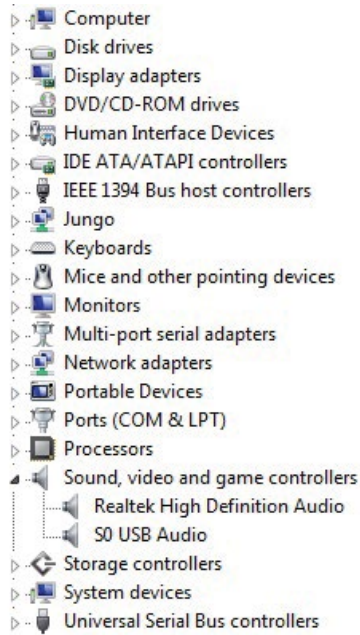 Computer
Disk drives
Display adapters
DVD/CD-ROM drives
Human Interface Devices
IDE ATA/ATAPI controllers
IEEE 1394 Bus host controllers
Jungo
Keyboards
Mice and other pointing devices
Monitors
Multi-port serial adapters
Network adapters
Portable Devices
Ports (COM & LPT)
Processors
Sound, video and game controllers
Realtek High Definition Audio
S0 USB Audio
Storage controllers
System devices
Universal Serial Bus controllers